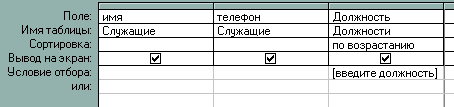 Поле: имя телефон Должность
Имя таблицы: Служащие Служащие Должности
Сортировка: по возрастанию
Вывод на экран:
Условие отбора: [введите должность]
или: